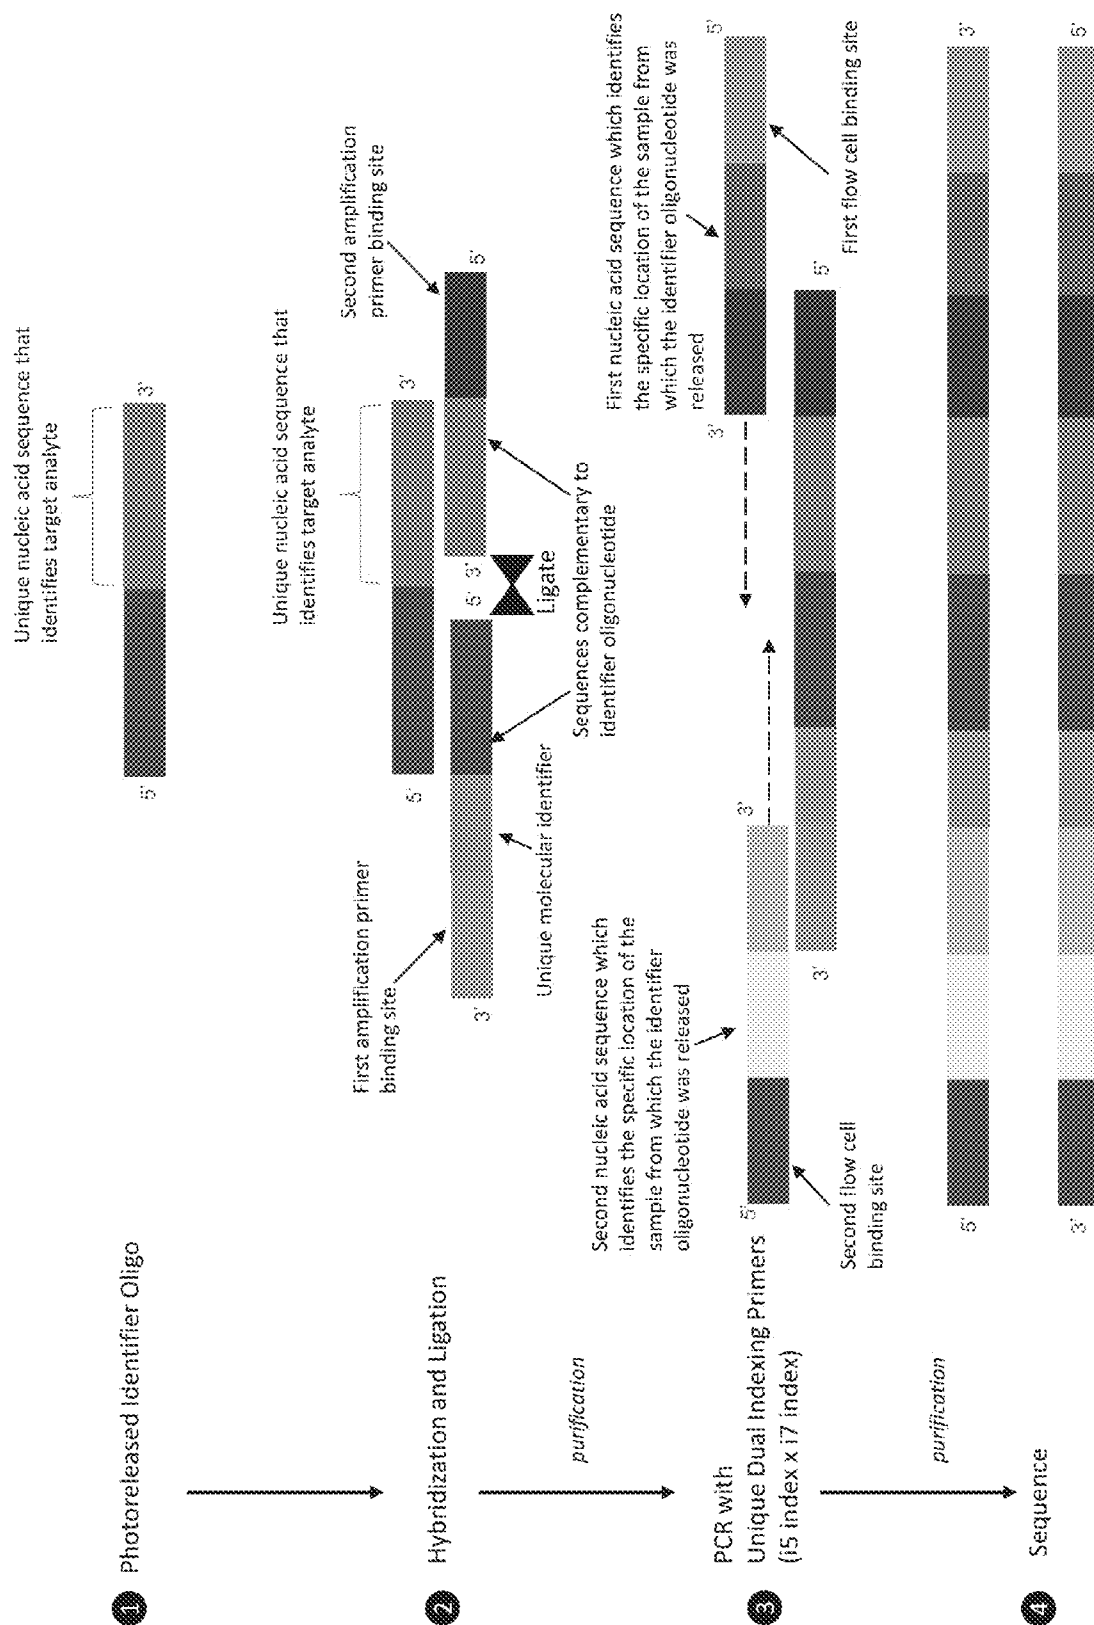 1 Photoreleased Identifier Oligo
Unique nucleic acid sequence that
identifies target analyte
5'
3'
2 Hybridization and Ligation
Unique nucleic acid sequence that
identifies target analyte
5'
3'
First amplification primer
binding site
Second amplification
primer binding site
3'
5'
3'
5'
Ligate
Unique molecular identifier
Sequences complementary to
identifier oligonucleotide
purification
3 PCR with
Unique Dual Indexing Primers
(i5 index x i7 index)
Second nucleic acid sequence which
identifies the specific location of the
sample from which the identifier
oligonucleotide was released
First nucleic acid sequence which identifies
the specific location of the sample from
which the identifier oligonucleotide was
released
5'
3'
3'
5'
Second flow cell
binding site
3'
5'
First flow cell binding site
purification
4 Sequence
5'
3'
3'
5'